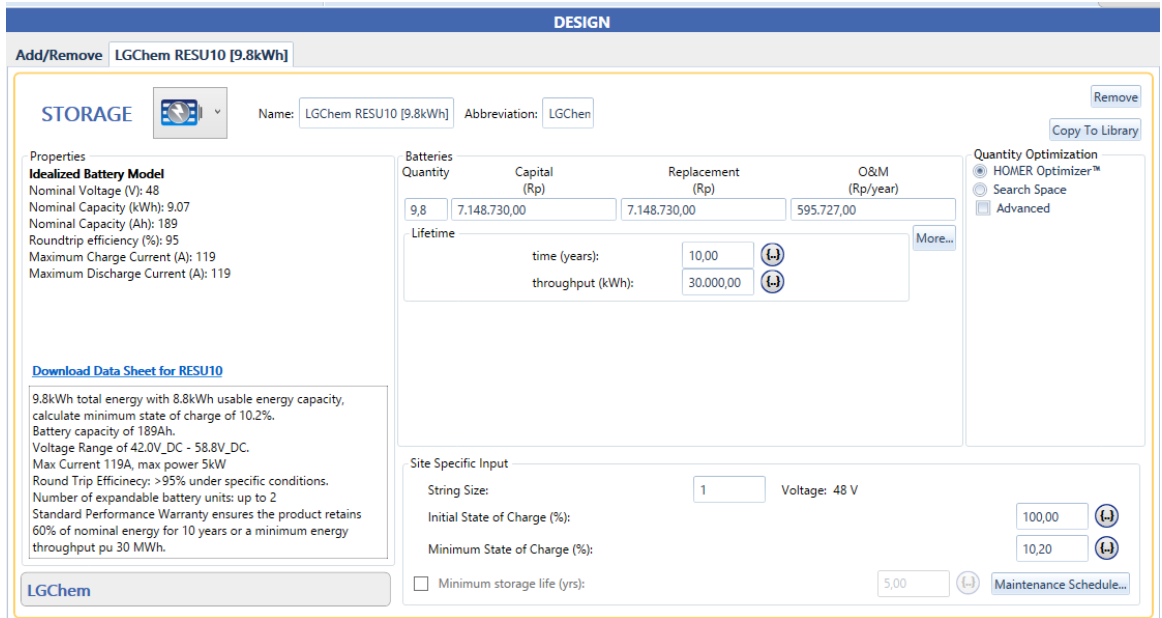 DESIGN
Add/Remove LGChem RESU10 [9.8kWh]
STORAGE
Name: LGChem RESU10 [9.8kWh] Abbreviation: LGChen
Remove
Copy To Library
Properties
Idealized Battery Model
Nominal Voltage (V): 48
Nominal Capacity (kWh): 9.07
Nominal Capacity (Ah): 189
Roundtrip efficiency (%): 95
Maximum Charge Current (A): 119
Maximum Discharge Current (A): 119
Download Data Sheet for RESU10
9.8kWh total energy with 8.8kWh usable energy capacity,
calculate minimum state of charge of 10.2%.
Battery capacity of 189Ah.
Voltage Range of 42.0V_DC - 58.8V_DC.
Max Current 119A, max power 5kW
Round Trip Efficinecy: >95% under specific conditions.
Number of expandable battery units: up to 2
Standard Performance Warranty ensures the product retains
60% of nominal energy for 10 years or a minimum energy
throughput pu 30 MWh.
LGChem
Batteries
Quantity Capital Replacement O&M
(Rp) (Rp) (Rp/year)
9,8 7.148.730,00 7.148.730,00 595.727,00
Lifetime
More...
time (years): 10,00 {..}
throughput (kWh): 30.000,00 {..}
Quantity Optimization
HOMER Optimizer™
Search Space
Advanced
Site Specific Input
String Size: 1 Voltage: 48 V
Initial State of Charge (%): 100,00 {..}
Minimum State of Charge (%): 10,20 {..}
Minimum storage life (yrs): 5,00 {..} Maintenance Schedule...